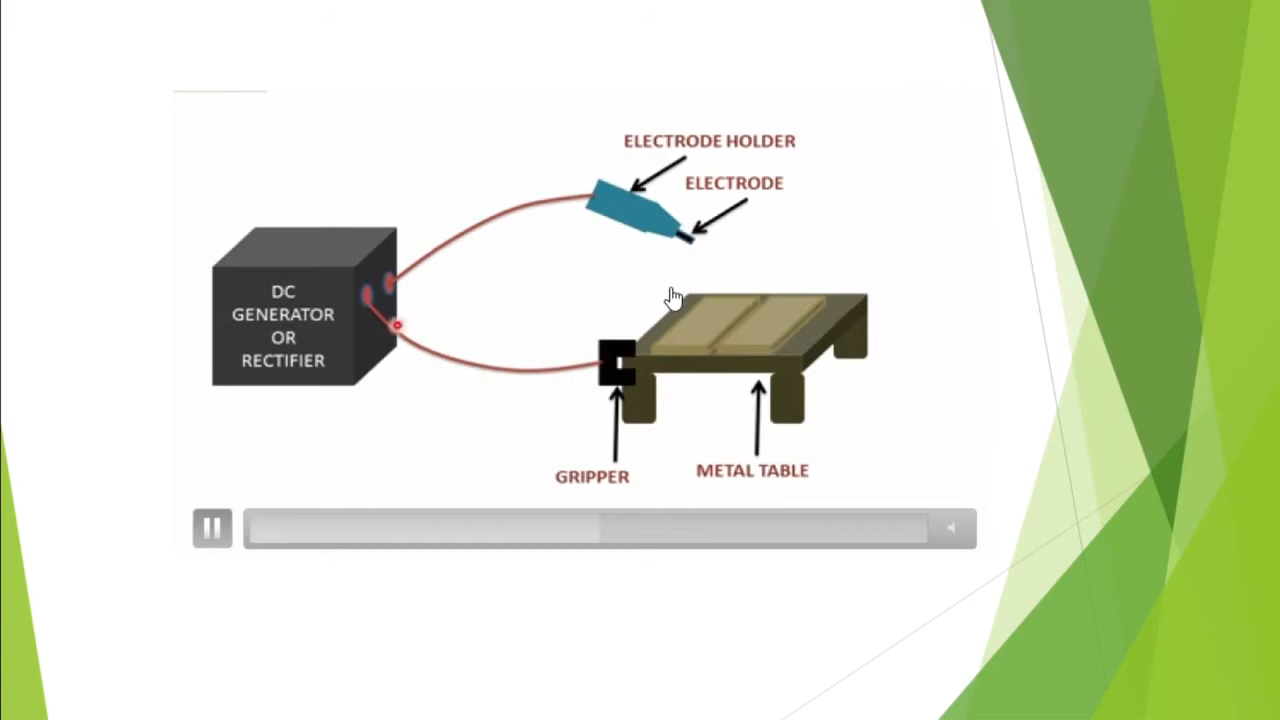 ELECTRODE HOLDER
ELECTRODE
DC
GENERATOR
OR
RECTIFIER
GRIPPER
METAL TABLE